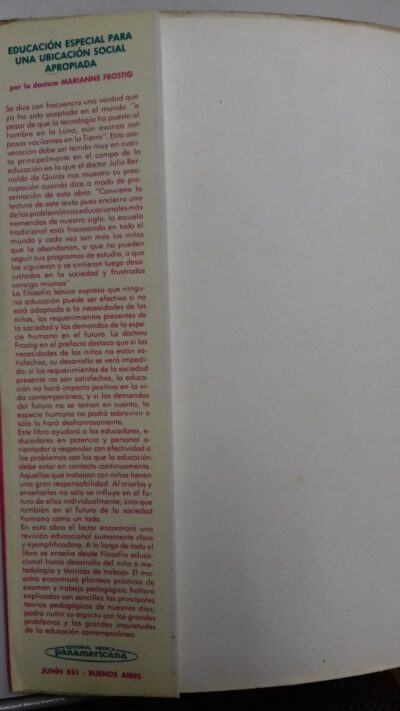 EDUCACIÓN ESPECIAL PARA
UNA UBICACIÓN SOCIAL
APROPIADA
por la doctora MARIANNE FROSTIG
Se dice con frecuencia una verdad que
ya ha sido aceptada en el mundo: "a
pesar de que la tecnología ha puesto al
hombre en la Luna, aún avanza con
pasos vacilantes en la Tierra". Esta ase-
veración debe ser tenida muy en cuen-
ta principalmente en el campo de la
educación en la que el doctor Julio Ber-
naldo de Quirós nos muestra su preo-
cupación cuando dice a modo de pre-
sentación de esta obra: "Conviene la
lectura de este texto pues encierra una
de las problemáticas educacionales más
tremendas de nuestro siglo: la escuela
tradicional está fracasando en todo el
mundo y cada vez son más los niños
que la abandonan, o que no pueden
seguir sus programas de estudio, o que
los siguieron y se sintieron luego desa-
justados en la sociedad y frustrados
consigo mismos"
La filosofía básica expresa que ningu-
na educación puede ser efectiva si no
está adaptada a la necesidades de los
niños, los requerimientos presentes de
la sociedad y las demandas de la espe-
cie humana en el futuro. La doctora
Frostig en el prefacio destaca que si las
necesidades de los niños no están sa-
tisfechas, su desarrollo se verá impedi-
do; si los requerimientos de la sociedad
presente no son satisfechos, la educa-
ción no hará impacto positivo en la vi-
da contemporánea, y si las demandas
del futuro no se toman en cuenta, la
especie humana no podrá sobrevivir o
sólo lo hará deshonrosamente.
Este libro ayudará a los educadores, e-
ducadores en potencia y personal o-
rientador a responder con efectividad a
los problemas con los que la educación
debe estar en contacto continuamente.
Aquellos que trabajan con niños tienen
una gran responsabilidad. Al criarlos y
enseñarles no sólo se influye en el fu-
turo de ellos individualmente, sino que
también en el futuro de la sociedad
humana como un todo.
En esta obra el lector encontrará una
revisión educacional sumamente clara
y ejemplificadora. A lo largo de todo el
libro se enseña desde filosofía educa-
cional hasta desarrollo del niño o me-
todología y técnicas de trabajo. El ma-
estro encontrará planteos prácticos de
examen y trabajo pedagógico; hallará
explicadas con sencillez las principales
teorías pedagógicas de nuestros días;
podrá nutrir su espíritu con los grandes
problemas y las grandes inquietudes
de la educación contemporánea.
EDITORIAL MEDICA
panamericana
JUNÍN 831 - BUENOS AIRES